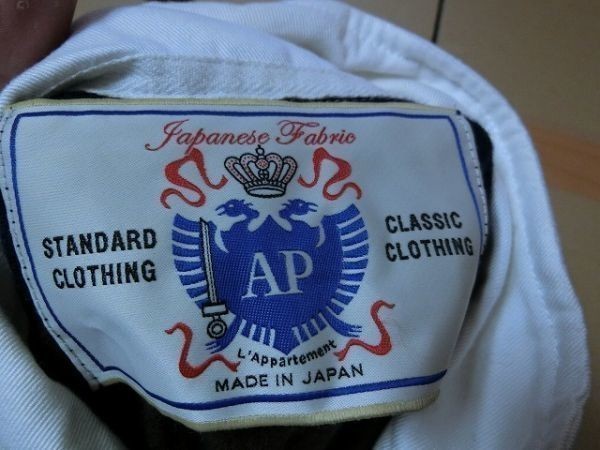 Japanese Fabric
STANDARD
CLOTHING
AP
CLASSIC
CLOTHING
L'Appartement
MADE IN JAPAN